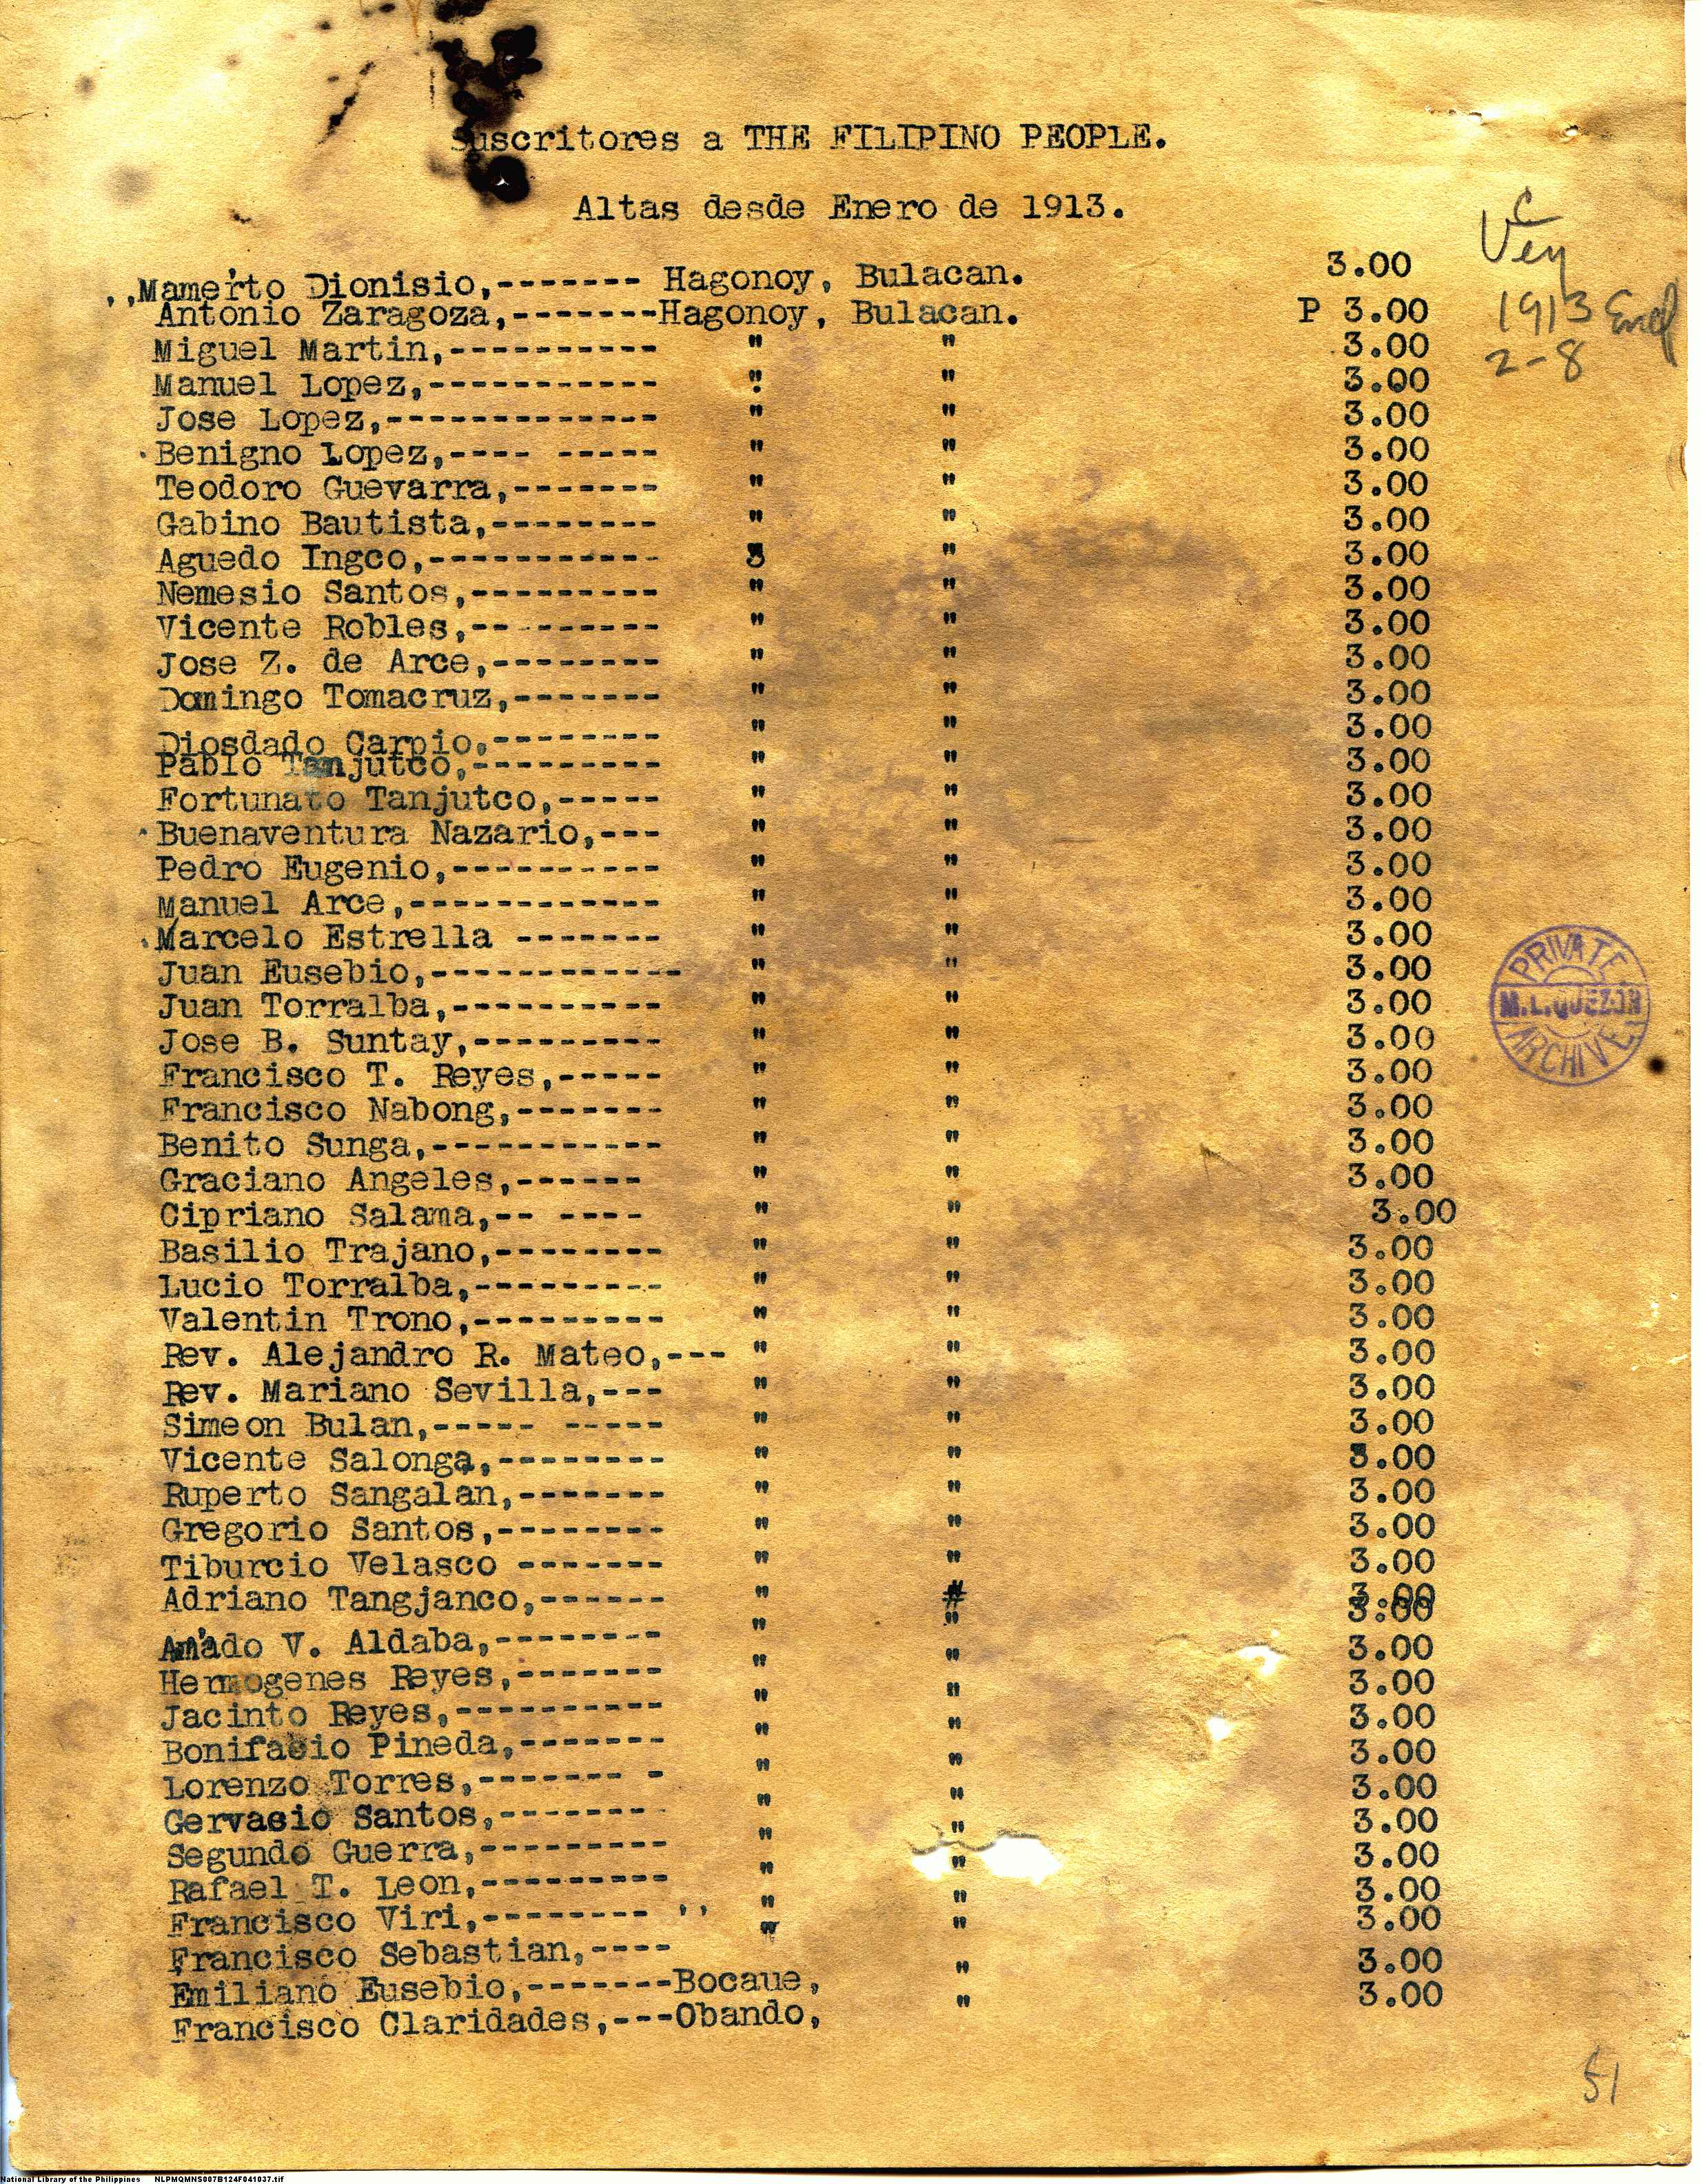 Suscritores a THE FILIPINO PEOPLE.
Altas desde Enero de 1913.
Mamerto Dionisio,------- Hagonoy, Bulacan. 3.00
Antonio Zaragoza,-------Hagonoy, Bulacan. P 3.00
Miguel Martin,---------- " " 3.00
Manuel Lopez,----------- " " 3.00
Jose Lopez,------------- " " 3.00
Benigno Lopez,---- ----- " " 3.00
Teodoro Guevarra,------- " " 3.00
Gabino Bautista,-------- " " 3.00
Aguedo Ingco,----------- " " 3.00
Nemesio Santos,--------- " " 3.00
Vicente Robles,-- ------ " " 3.00
Jose Z. de Arce,-------- " " 3.00
Domingo Tomacruz,------- " " 3.00
Diosdado Carpio,-------- " " 3.00
Pablo Tanjutco,--------- " " 3.00
Fortunato Tanjutco,----- " " 3.00
Buenaventura Nazario,--- " " 3.00
Pedro Eugenio,---------- " " 3.00
Manuel Arce,------------ " " 3.00
Marcelo Estrella ------- " " 3.00
Juan Eusebio,------------ " " 3.00
Juan Torralba,---------- " " 3.00
Jose B. Suntay,--------- " " 3.00
Francisco T. Reyes,----- " " 3.00
Francisco Nabong,------- " " 3.00
Benito Sunga,----------- " " 3.00
Graciano Angeles,------ " " 3.00
Cipriano Salama,-- ---- " " 3.00
Basilio Trajano,-------- " " 3.00
Lucio Torralba,--------- " " 3.00
Valentin Trono,--------- " " 3.00
Rev. Alejandro R. Mateo,--- " " 3.00
Rev. Mariano Sevilla,--- " " 3.00
Simeon Bulan,----- ----- " " 3.00
Vicente Salonga,-------- " " 3.00
Ruperto Sangalan,------- " " 3.00
Gregorio Santos,-------- " " 3.00
Tiburcio Velasco ------- " " 3.00
Adriano Tangjanco,------ " # 3.00
" " 3.00
Amado V. Aldaba,-------- " " 3.00
Hermogenes Reyes,------- " " 3.00
Jacinto Reyes,---------- " " 3.00
Bonifacio Pineda,------- " " 3.00
Lorenzo Torres,------- - " " 3.00
Gervasio Santos,------- " " 3.00
Segundo Guerra,--------- " " 3.00
Rafael T. Leon,--------- " " 3.00
Francisco Viri,-------- '' " " 3.00
Francisco Sebastian,---- " 3.00
Emiliano Eusebio,-------Bocaue, " 3.00
Francisco Claridades,---Obando, "
1913 End
2-8
PRIVATE
M.L.QUEZON
ARCHIVE
51
National Library of the Philippines NLPMQMNS007B124F041037.tif